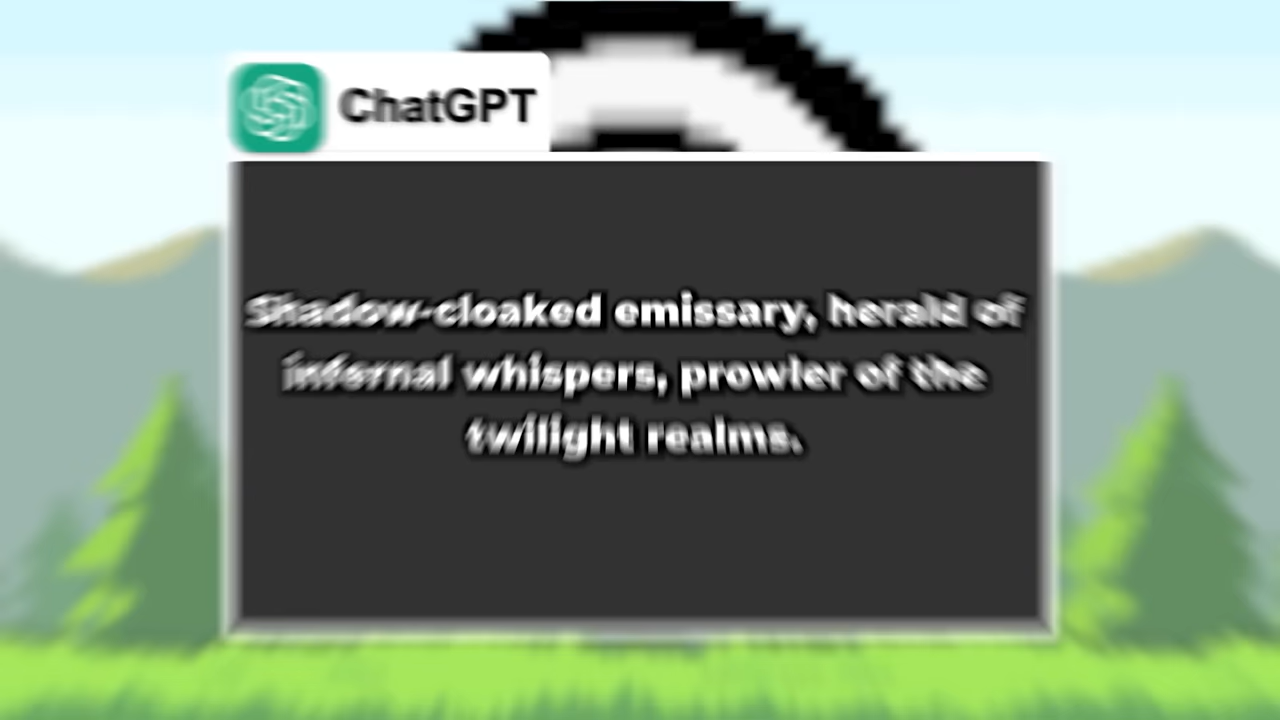 ChatGPT
Shadow-cloaked emissary, herald of
infernal whispers, prowler of the
twilight realms.